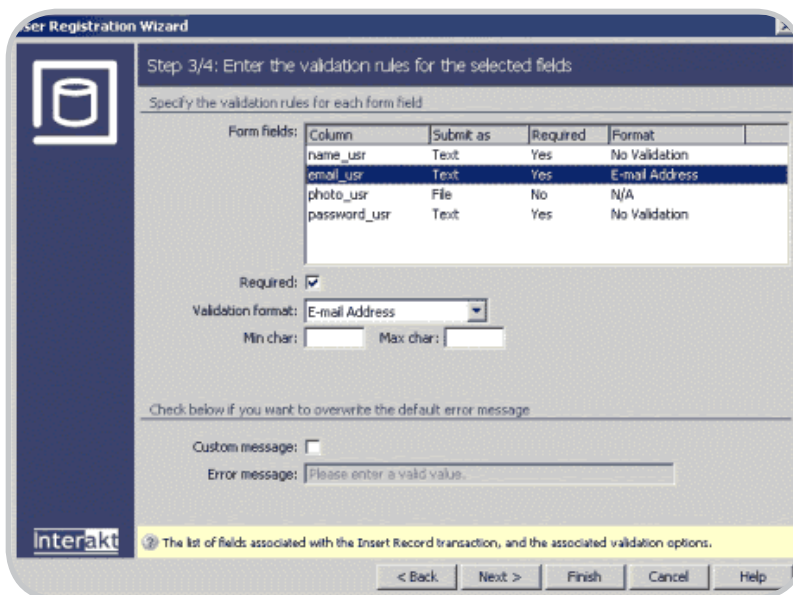 ser Registration Wizard
Step 3/4: Enter the validation rules for the selected fields
Specify the validation rules for each form field
Form fields: Column Submit as Required Format
name_usr Text Yes No Validation
email_usr Text Yes E-mail Address
photo_usr File No N/A
password_usr Text Yes No Validation
Required:
Validation format: E-mail Address
Min char: Max char:
Check below if you want to overwrite the default error message
Custom message:
Error message: Please enter a valid value.
interakt
? The list of fields associated with the Insert Record transaction, and the associated validation options.
< Back Next > Finish Cancel Help